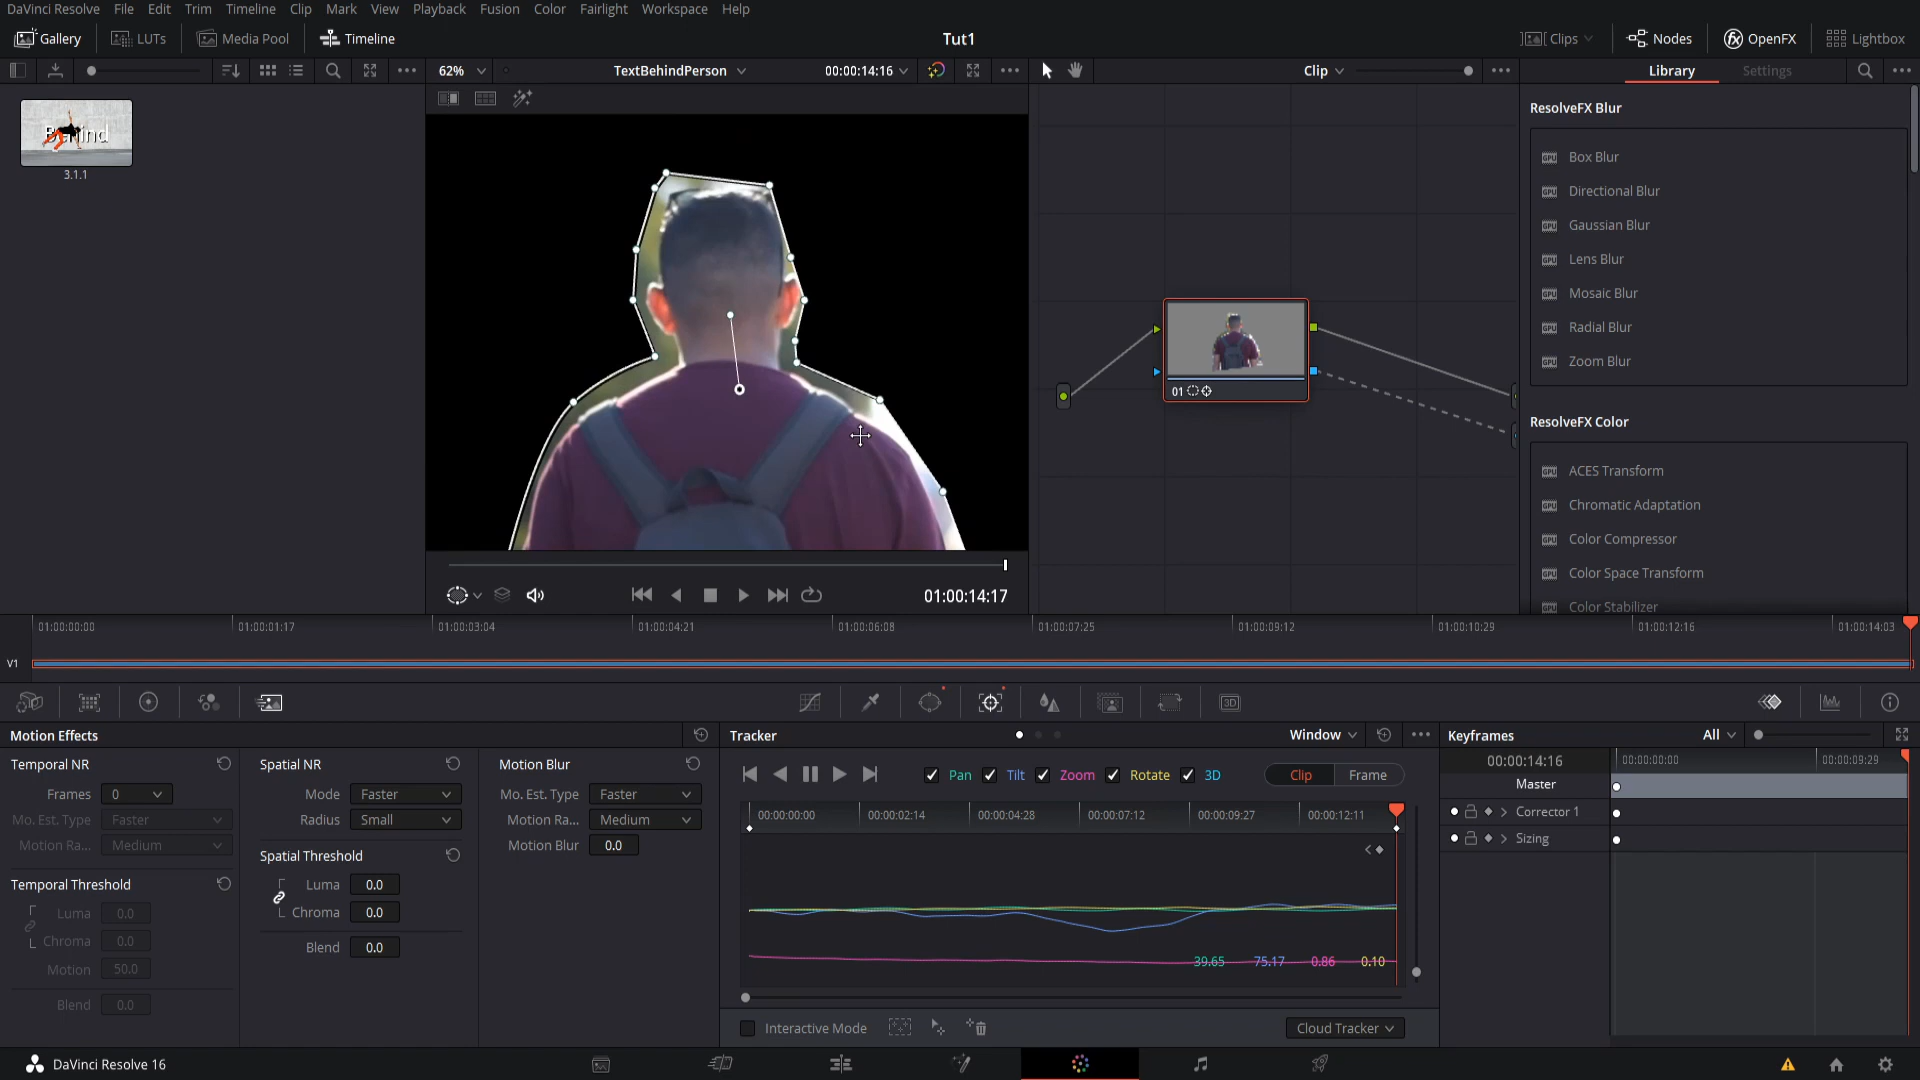 DaVinci Resolve File Edit Trim Timeline Clip Mark View Playback Fusion Color Fairlight Workspace Help
Gallery LUTs Media Pool Timeline Tut1 Clips Nodes OpenFX Lightbox
62% TextBehindPerson 00:00:14:16 Clip Library Settings
3.1.1
ResolveFX Blur
Box Blur
Directional Blur
Gaussian Blur
Lens Blur
Mosaic Blur
Radial Blur
Zoom Blur
01
ResolveFX Color
ACES Transform
Chromatic Adaptation
Color Compressor
Color Space Transform
Color Stabilizer
01:00:14:17
01:00:00:00 01:00:01:17 01:00:03:04 01:00:04:21 01:00:06:08 01:00:07:25 01:00:09:12 01:00:10:29 01:00:12:16 01:00:14:03
V1
3D
Motion Effects
Temporal NR
Frames 0
Mo. Est. Type Faster
Motion Ra... Medium
Temporal Threshold
Luma 0.0
Chroma 0.0
Motion 50.0
Blend 0.0
Spatial NR
Mode Faster
Radius Small
Spatial Threshold
Luma 0.0
Chroma 0.0
Blend 0.0
Motion Blur
Mo. Est. Type Faster
Motion Ra... Medium
Motion Blur 0.0
Tracker Window
Pan Tilt Zoom Rotate 3D Clip Frame
00:00:00:00 00:00:02:14 00:00:04:28 00:00:07:12 00:00:09:27 00:00:12:11
39.65 75.17 0.86 0.10
Interactive Mode Cloud Tracker
Keyframes All
00:00:14:16 00:00:00:00 00:00:09:29
Master
Corrector 1
Sizing
DaVinci Resolve 16